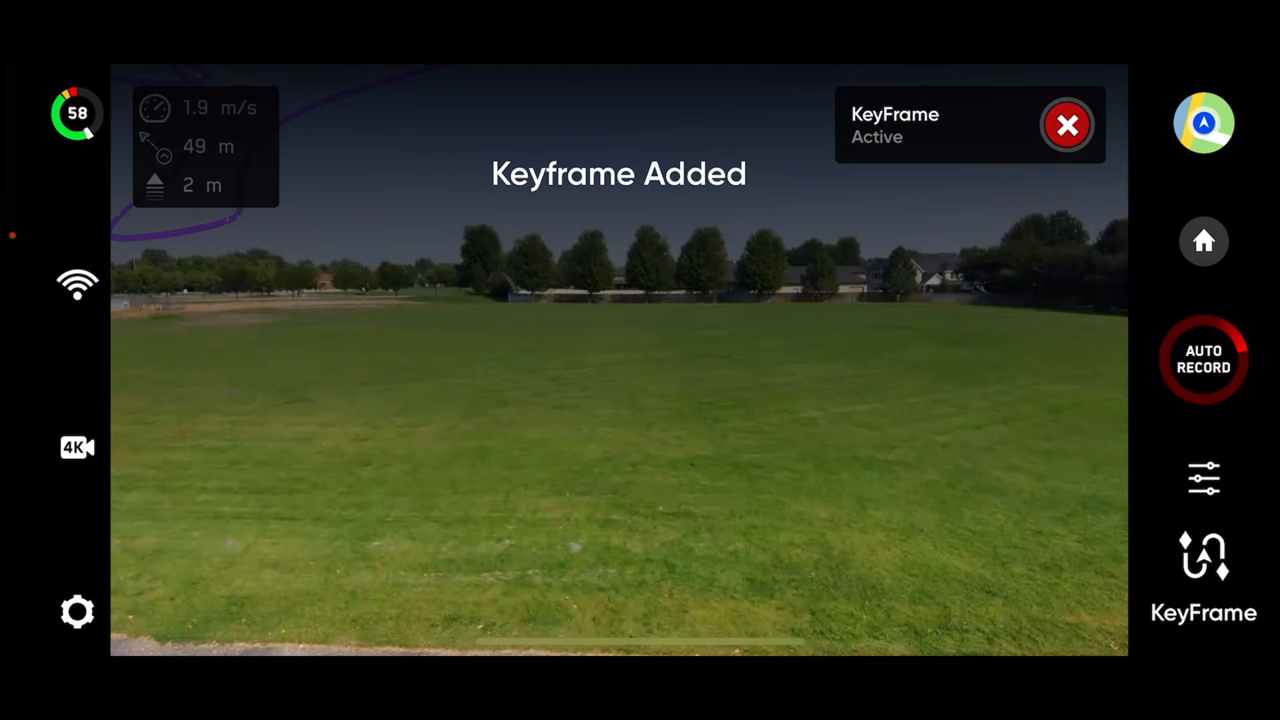 58
1.9 m/s
49 m
2 m
KeyFrame
Active
Keyframe Added
AUTO
RECORD
4K
KeyFrame